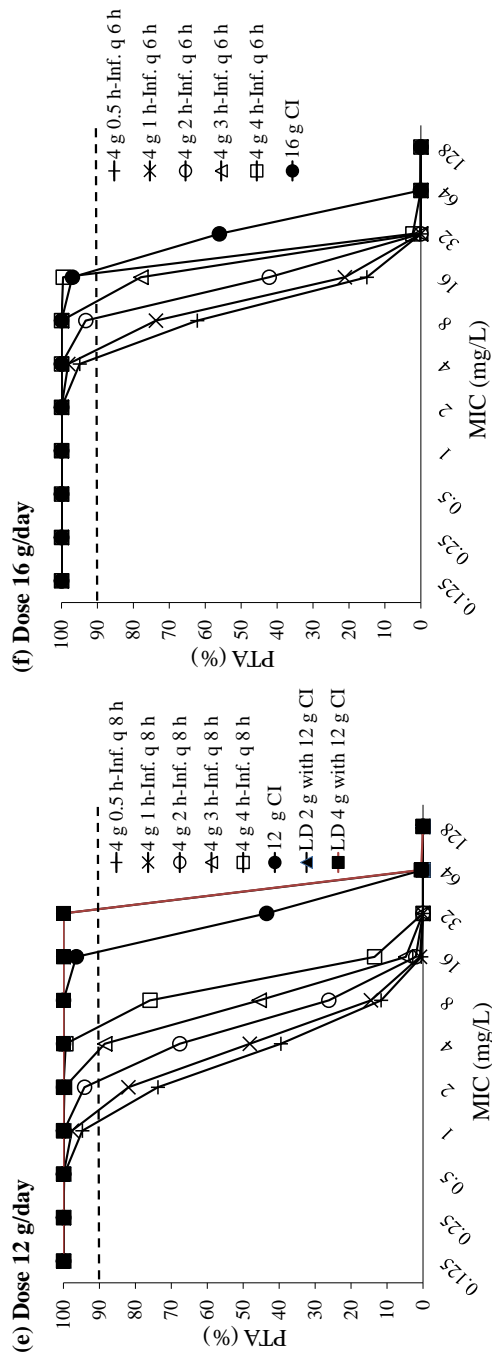 (e) Dose 12 g/day
100
90
80
70
60
50
40
30
20
10
0
PTA (%)
0.125
0.25
0.5
1
2
4
8
16
32
64
128
MIC (mg/L)
4 g 0.5 h-Inf. q 8 h
4 g 1 h-Inf. q 8 h
4 g 2 h-Inf. q 8 h
4 g 3 h-Inf. q 8 h
4 g 4 h-Inf. q 8 h
12 g CI
LD 2 g with 12 g CI
LD 4 g with 12 g CI
(f) Dose 16 g/day
100
90
80
70
60
50
40
30
20
10
0
PTA (%)
0.125
0.25
0.5
1
2
4
8
16
32
64
128
MIC (mg/L)
4 g 0.5 h-Inf. q 6 h
4 g 1 h-Inf. q 6 h
4 g 2 h-Inf. q 6 h
4 g 3 h-Inf. q 6 h
4 g 4 h-Inf. q 6 h
16 g CI